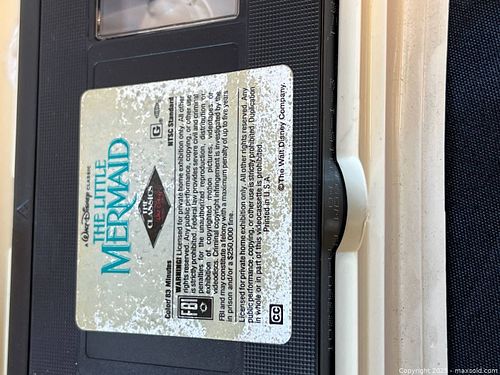 A WALT DISNEY CLASSIC
THE LITTLE
MERMAID
THE
CLASSICS
G
Color/83 Minutes
NTSC Standard
FBI
WARNING: Licensed for private home exhibition only. All other
rights reserved. Any public performance, copying, or other use
is strictly prohibited. Federal law provides severe civil and criminal
penalties for the unauthorized reproduction, distribution, or
exhibition of copyrighted motion pictures, videotapes or
videodiscs. Criminal copyright infringement is investigated by the
FBI and may constitute a felony with a maximum penalty of up to five years
in prison and/or a $250,000 fine.
Licensed for private home exhibition only. All other rights reserved. Any
public performance, copying, or other use is strictly prohibited. Duplication
in whole or in part of this videocassette is prohibited.
Printed in U.S.A.
CC
©The Walt Disney Company.
Copyright 2025 - maxsold.com